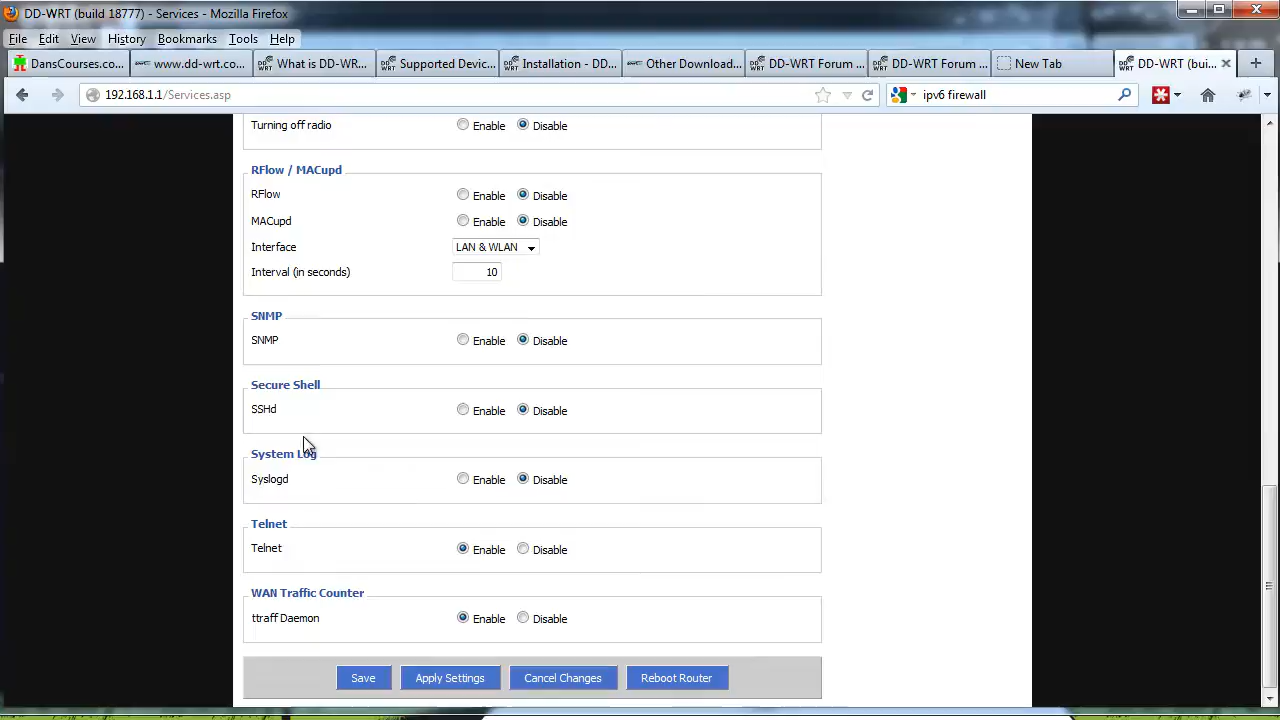 DD-WRT (build 18777) - Services - Mozilla Firefox
File Edit View History Bookmarks Tools Help
DansCourses.co... www.dd-wrt.co... What is DD-WR... Supported Devic... Installation - DD... Other Download... DD-WRT Forum ... DD-WRT Forum ... New Tab DD-WRT (bui...
192.168.1.1/Services.asp ipv6 firewall
Turning off radio Enable Disable
RFlow / MACupd
RFlow Enable Disable
MACupd Enable Disable
Interface LAN & WLAN
Interval (in seconds) 10
SNMP
SNMP Enable Disable
Secure Shell
SSHd Enable Disable
System Log
Syslogd Enable Disable
Telnet
Telnet Enable Disable
WAN Traffic Counter
ttraff Daemon Enable Disable
Save Apply Settings Cancel Changes Reboot Router